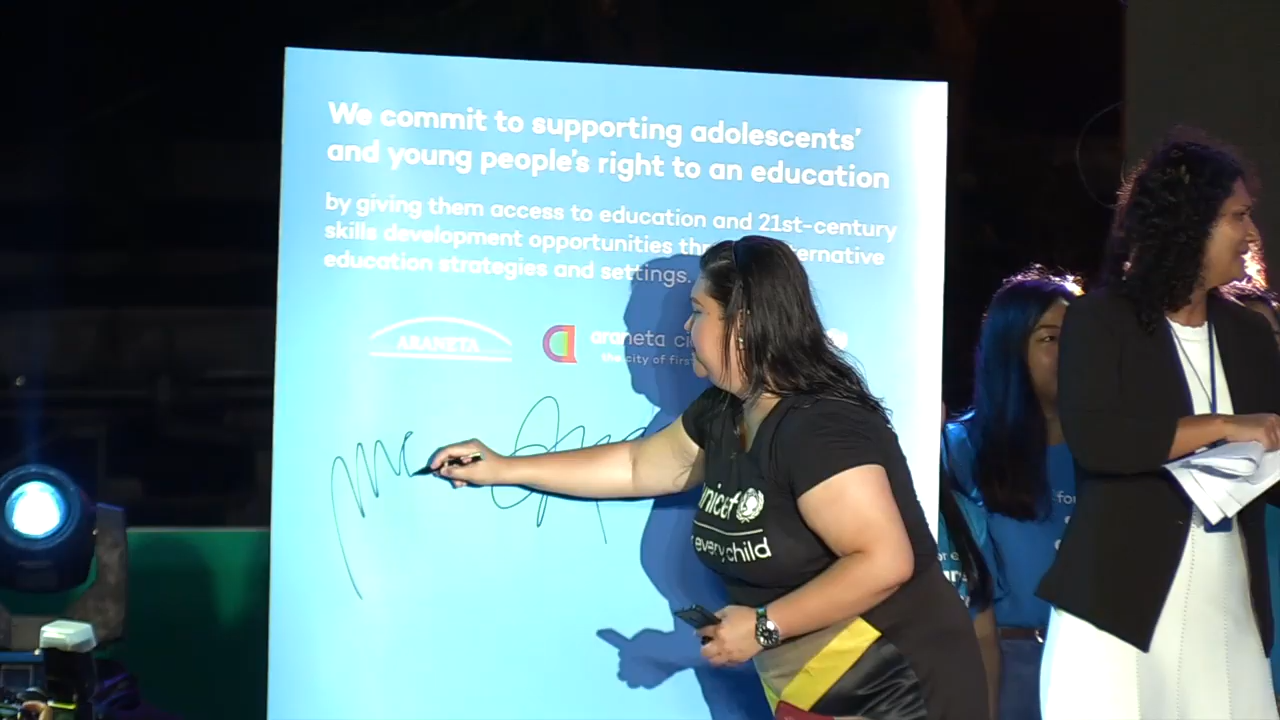 We commit to supporting adolescents'
and young people's right to an education
by giving them access to education and 21st-century
skills development opportunities
education strategies and settings.
ARANETA
araneta
the city of
unicef
every child
for